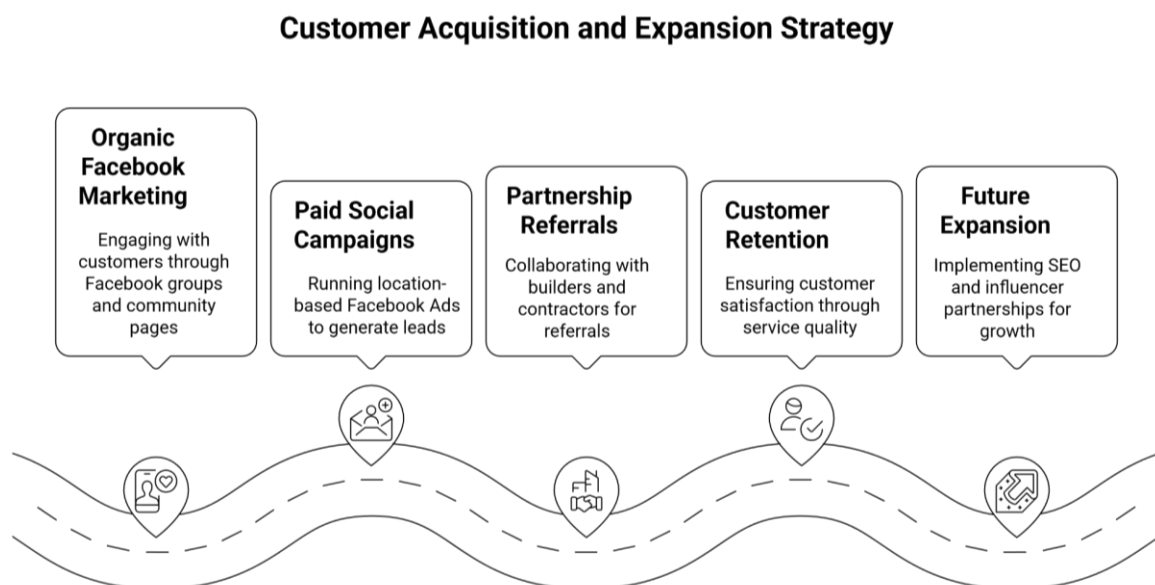 Customer Acquisition and Expansion Strategy
Organic
Facebook
Marketing
Engaging with
customers through
Facebook groups
and community
pages
Paid Social
Campaigns
Running location-
based Facebook Ads
to generate leads
Partnership
Referrals
Collaborating with
builders and
contractors for
referrals
Customer
Retention
Ensuring customer
satisfaction through
service quality
Future
Expansion
Implementing SEO
and influencer
partnerships for
growth